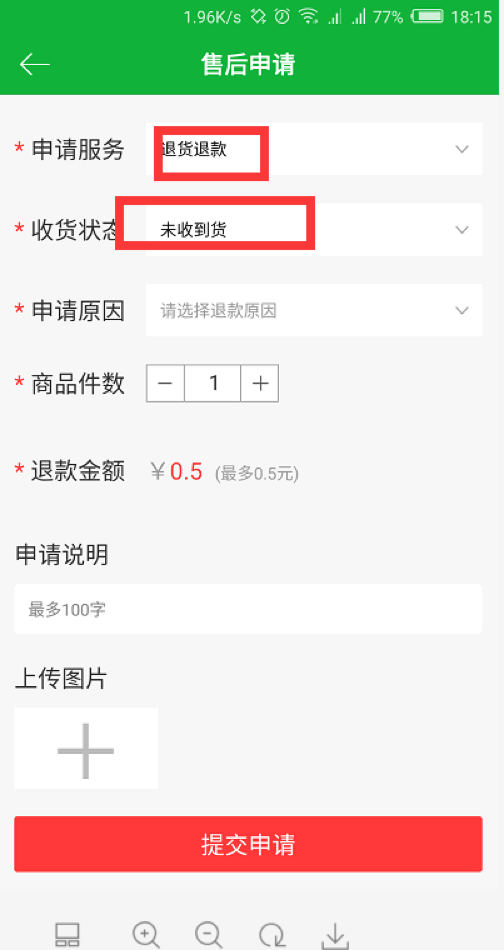 1.96K/s 77% 18:15
售后申请
* 申请服务 退货退款
* 收货状态 未收到货
* 申请原因 请选择退款原因
* 商品件数 － 1 ＋
* 退款金额 ￥0.5 (最多0.5元)
申请说明
最多100字
上传图片
提交申请